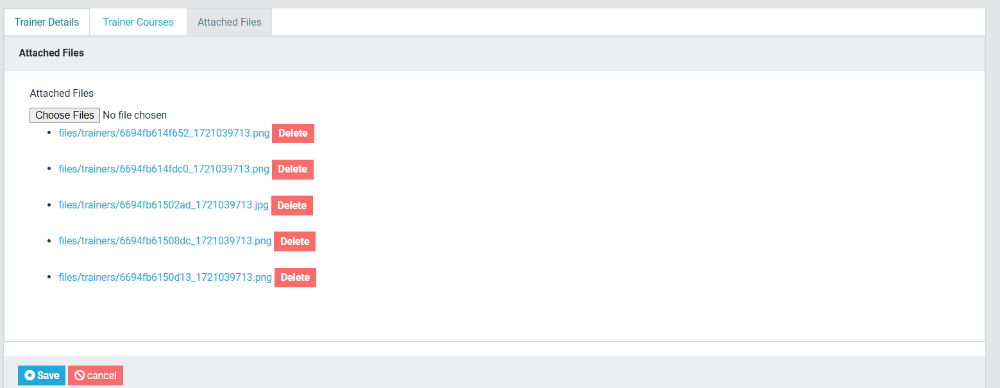 Trainer Details Trainer Courses Attached Files
Attached Files
Attached Files
Choose Files No file chosen
files/trainers/6694fb614f652_1721039713.png Delete
files/trainers/6694fb614fdc0_1721039713.png Delete
files/trainers/6694fb61502ad_1721039713.jpg Delete
files/trainers/6694fb61508dc_1721039713.png Delete
files/trainers/6694fb6150d13_1721039713.png Delete
Save cancel